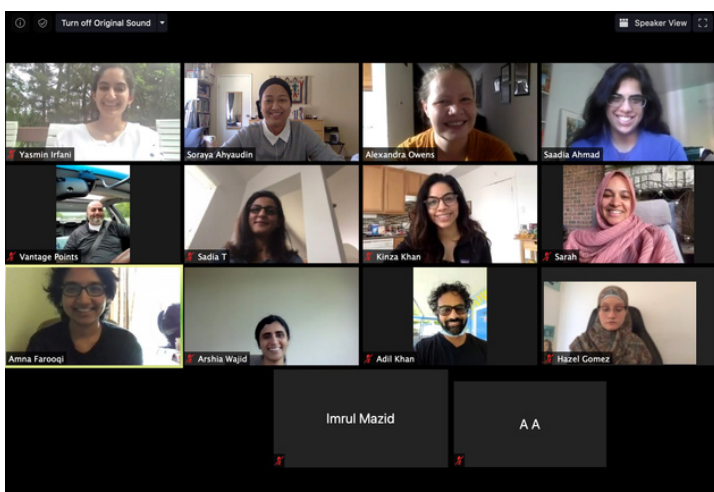 Turn off Original Sound
Speaker View
Yasmin Irfani
Soraya Ahyaudin
Alexandra Owens
Saadia Ahmad
Vantage Points
Sadia T
Kinza Khan
Sarah
Amna Farooqi
Arshia Wajid
Adil Khan
Hazel Gomez
Imrul Mazid
A A